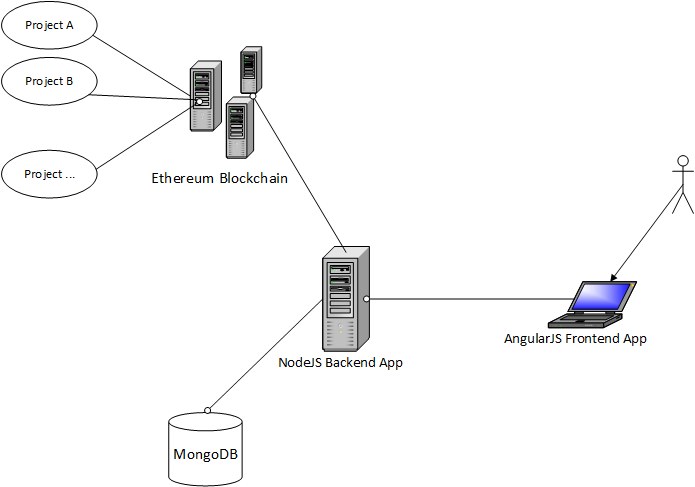 Project A
Project B
Project ...
Ethereum Blockchain
NodeJS Backend App
AngularJS Frontend App
MongoDB